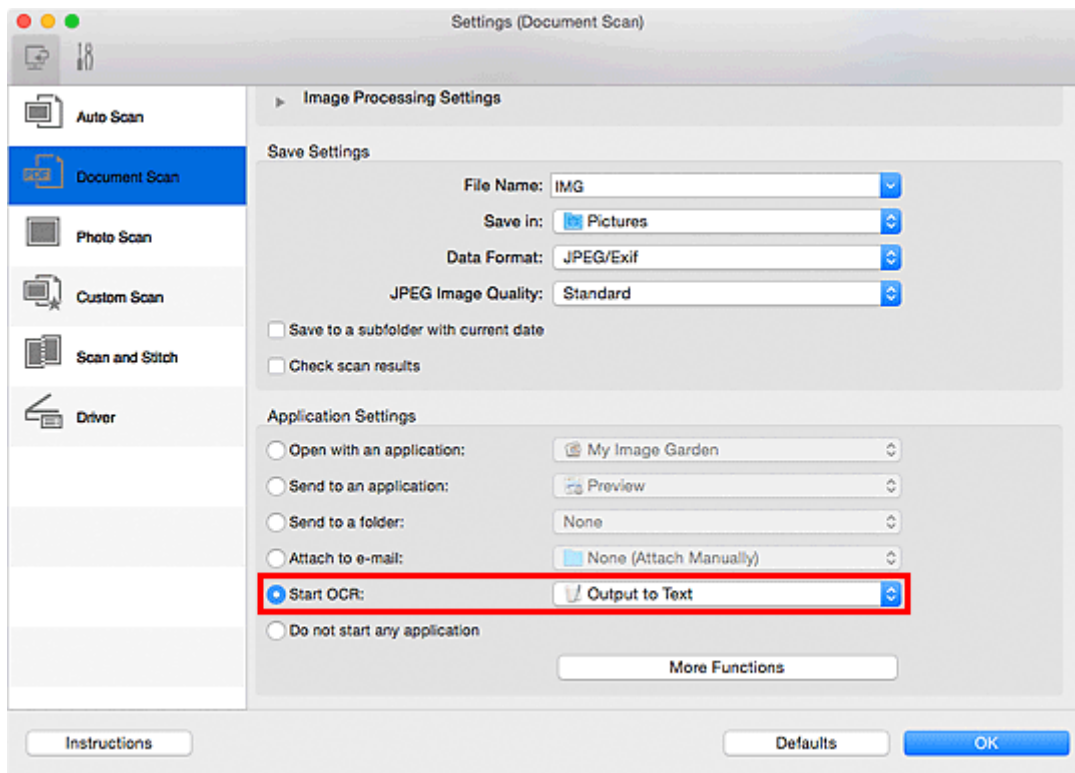 Settings (Document Scan)
Auto Scan
PDF
Document Scan
Photo Scan
Custom Scan
Scan and Stitch
Driver
Image Processing Settings
Save Settings
File Name: IMG
Save in: Pictures
Data Format: JPEG/Exif
JPEG Image Quality: Standard
Save to a subfolder with current date
Check scan results
Application Settings
Open with an application: My Image Garden
Send to an application: Preview
Send to a folder: None
Attach to e-mail: None (Attach Manually)
Start OCR: Output to Text
Do not start any application
More Functions
Instructions Defaults OK